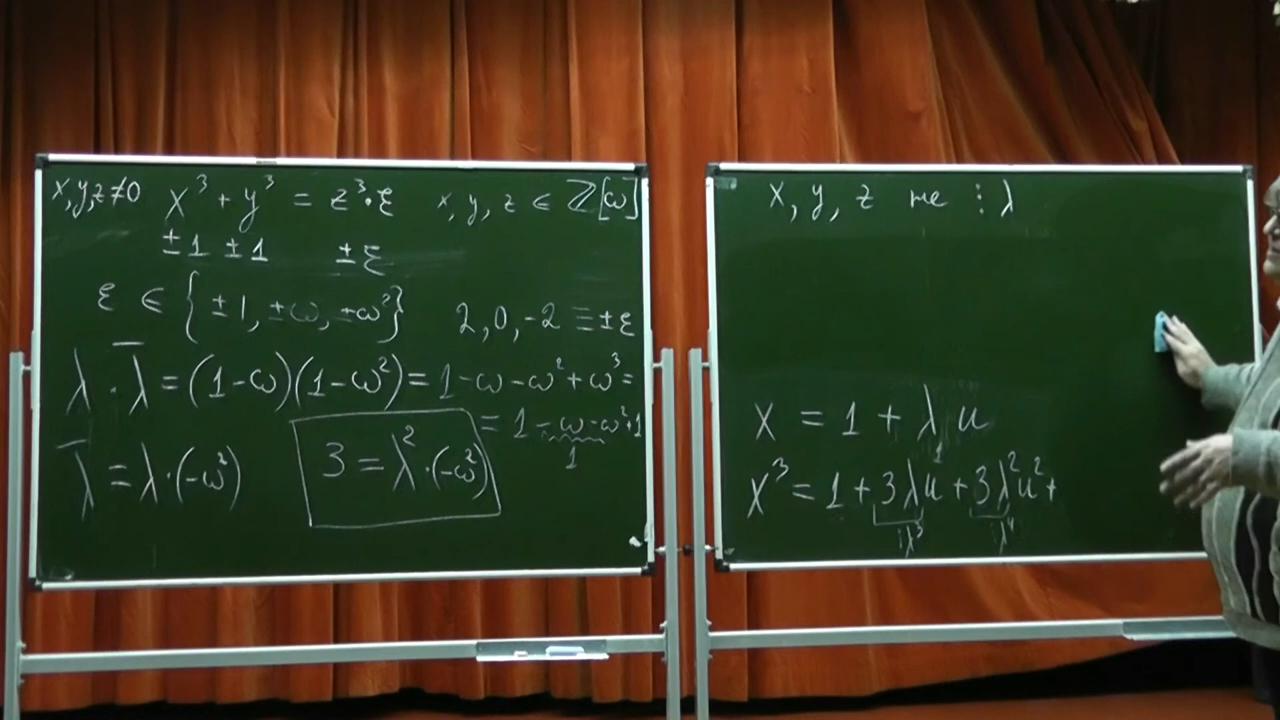 x,y,z≠0 x³ + y³ = z³·ε x, y, z ∈ ℤ[ω]
±1 ±1 ±ε
ε ∈ {±1, ±ω, ±ω²} 2, 0, -2 ≡ ±ε
λ · λ̄ = (1-ω)(1-ω²) = 1-ω-ω²+ω³ =
= 1-ω-ω²+1
1
λ̄ = λ·(-ω²) 3 = λ²·(-ω²)
x, y, z не ⋮ λ
x = 1 + λu
x³ = 1 + 3λu + 3λ²u² +
⋮λ³ ⋮λ⁴